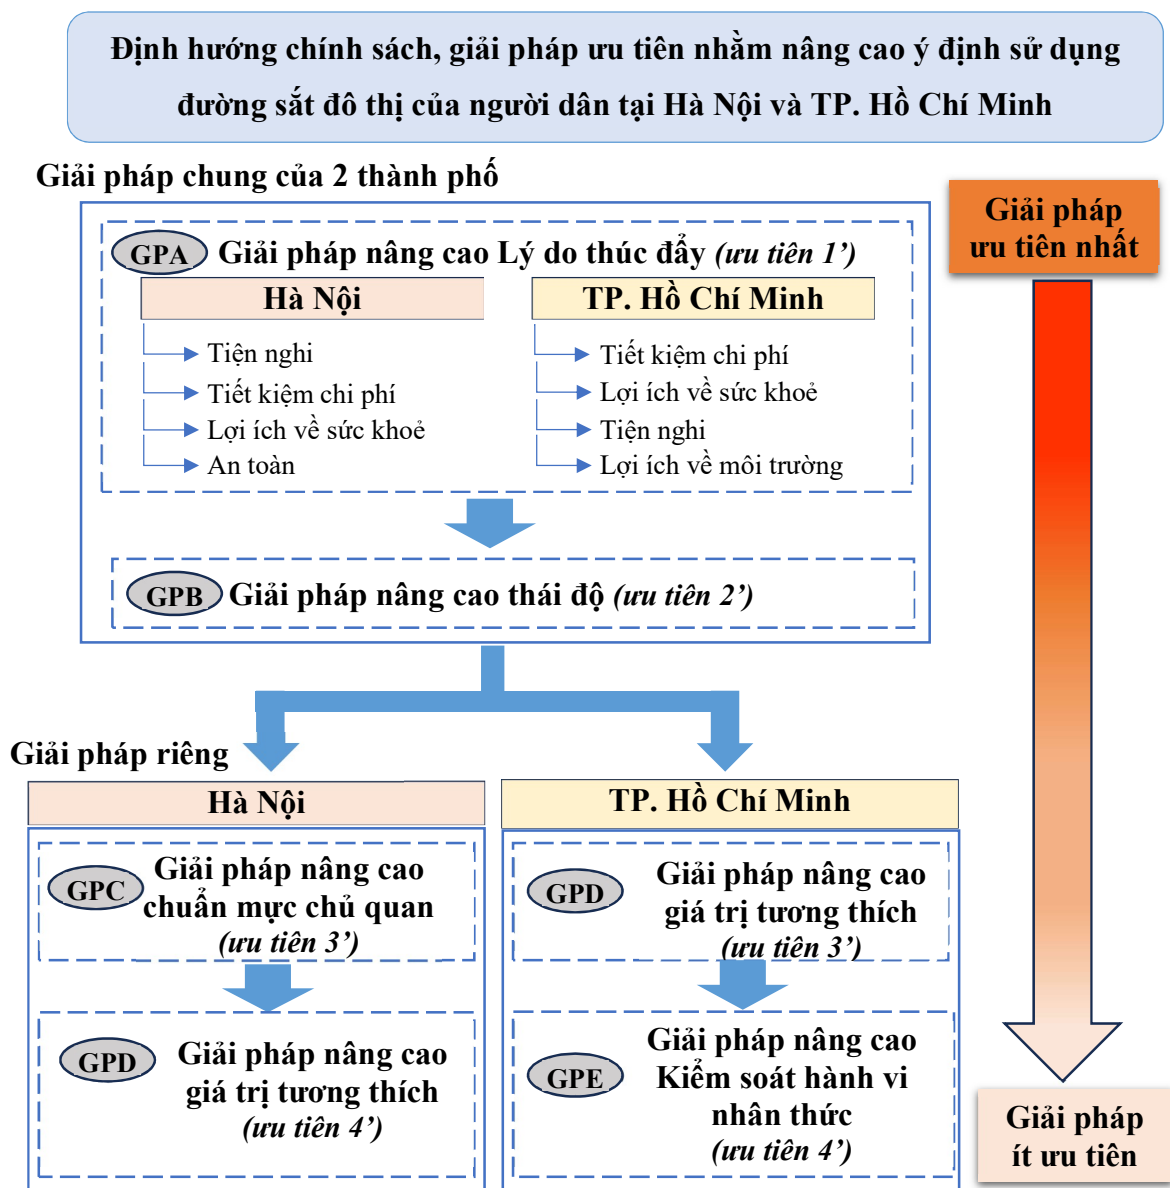 Định hướng chính sách, giải pháp ưu tiên nhằm nâng cao ý định sử dụng
đường sắt đô thị của người dân tại Hà Nội và TP. Hồ Chí Minh
Giải pháp chung của 2 thành phố
Giải pháp
ưu tiên nhất
GPA Giải pháp nâng cao Lý do thúc đẩy (ưu tiên 1’)
Hà Nội
Tiện nghi
Tiết kiệm chi phí
Lợi ích về sức khoẻ
An toàn
TP. Hồ Chí Minh
Tiết kiệm chi phí
Lợi ích về sức khoẻ
Tiện nghi
Lợi ích về môi trường
GPB Giải pháp nâng cao thái độ (ưu tiên 2’)
Giải pháp riêng
Hà Nội
GPC
Giải pháp nâng cao
chuẩn mực chủ quan
(ưu tiên 3’)
GPD
Giải pháp nâng cao
giá trị tương thích
(ưu tiên 4’)
TP. Hồ Chí Minh
GPD
Giải pháp nâng cao
giá trị tương thích
(ưu tiên 3’)
GPE
Giải pháp nâng cao
Kiểm soát hành vi
nhân thức
(ưu tiên 4’)
Giải pháp
ít ưu tiên